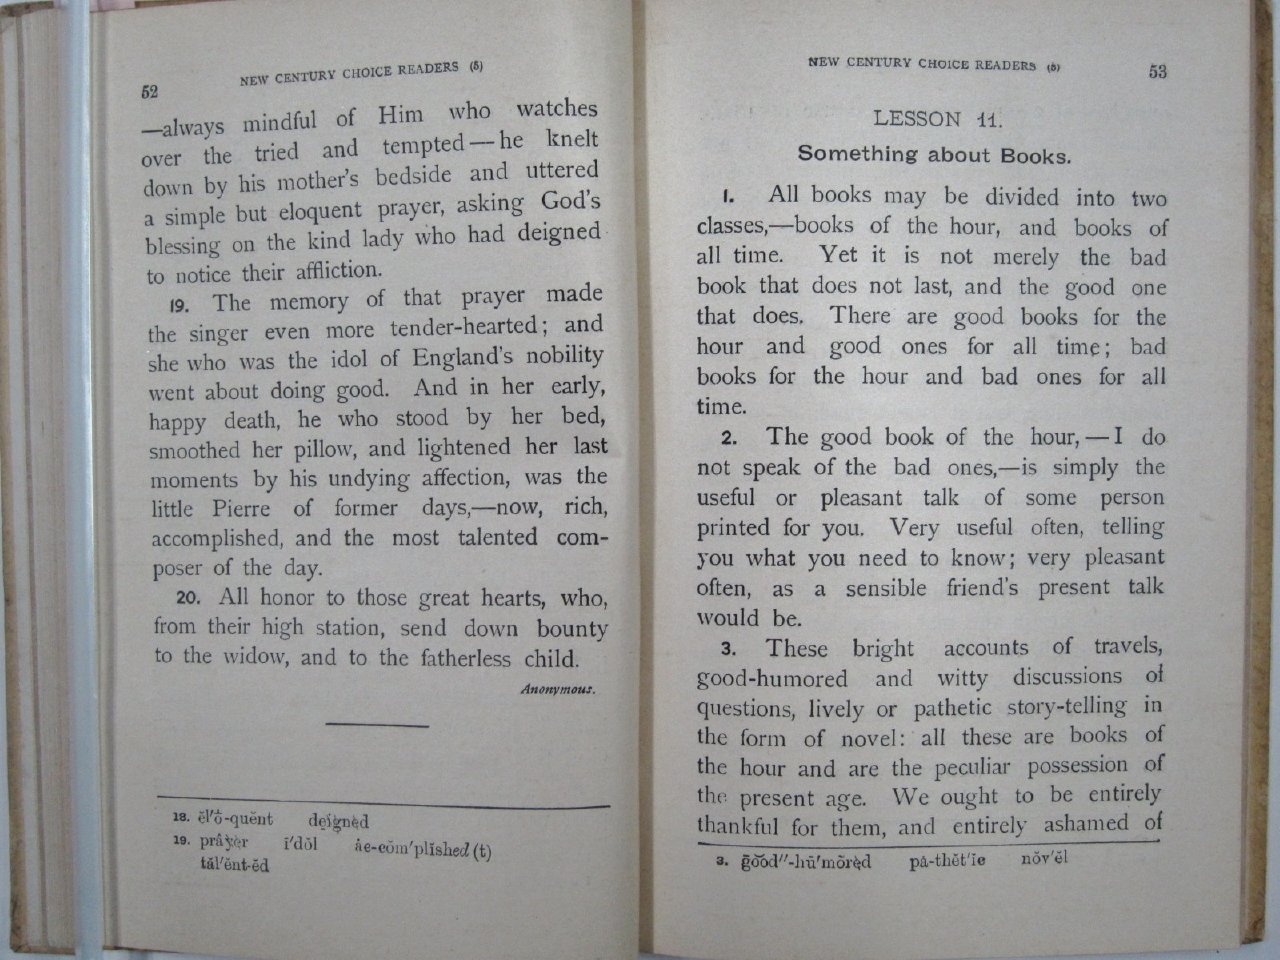 52 NEW CENTURY CHOICE READERS (5)
—always mindful of Him who watches
over the tried and tempted — he knelt
down by his mother's bedside and uttered
a simple but eloquent prayer, asking God's
blessing on the kind lady who had deigned
to notice their affliction.
19. The memory of that prayer made
the singer even more tender-hearted; and
she who was the idol of England's nobility
went about doing good. And in her early,
happy death, he who stood by her bed,
smoothed her pillow, and lightened her last
moments by his undying affection, was the
little Pierre of former days,—now, rich,
accomplished, and the most talented com-
poser of the day.
20. All honor to those great hearts, who,
from their high station, send down bounty
to the widow, and to the fatherless child.
Anonymous.
18. ĕl′ȯ-quĕnt deigned
19. prayer ī′dŏl ăc-cŏm′plĭshed (t)
tăl′ĕnt-ĕd
NEW CENTURY CHOICE READERS (5) 53
LESSON 11.
Something about Books.
1. All books may be divided into two
classes,—books of the hour, and books of
all time. Yet it is not merely the bad
book that does not last, and the good one
that does. There are good books for the
hour and good ones for all time; bad
books for the hour and bad ones for all
time.
2. The good book of the hour, — I do
not speak of the bad ones,—is simply the
useful or pleasant talk of some person
printed for you. Very useful often, telling
you what you need to know; very pleasant
often, as a sensible friend's present talk
would be.
3. These bright accounts of travels,
good-humored and witty discussions of
questions, lively or pathetic story-telling in
the form of novel: all these are books of
the hour and are the peculiar possession of
the present age. We ought to be entirely
thankful for them, and entirely ashamed of
3. g̅o͝od″-hū′mȯrẹd pȧ-thĕt′ĭc nŏv′ĕl